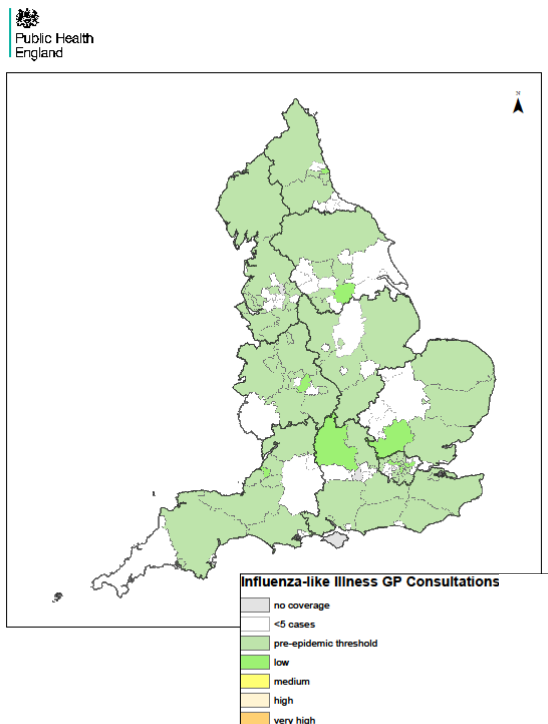 Public Health
England
N
Influenza-like Illness GP Consultations
no coverage
<5 cases
pre-epidemic threshold
low
medium
high
very high